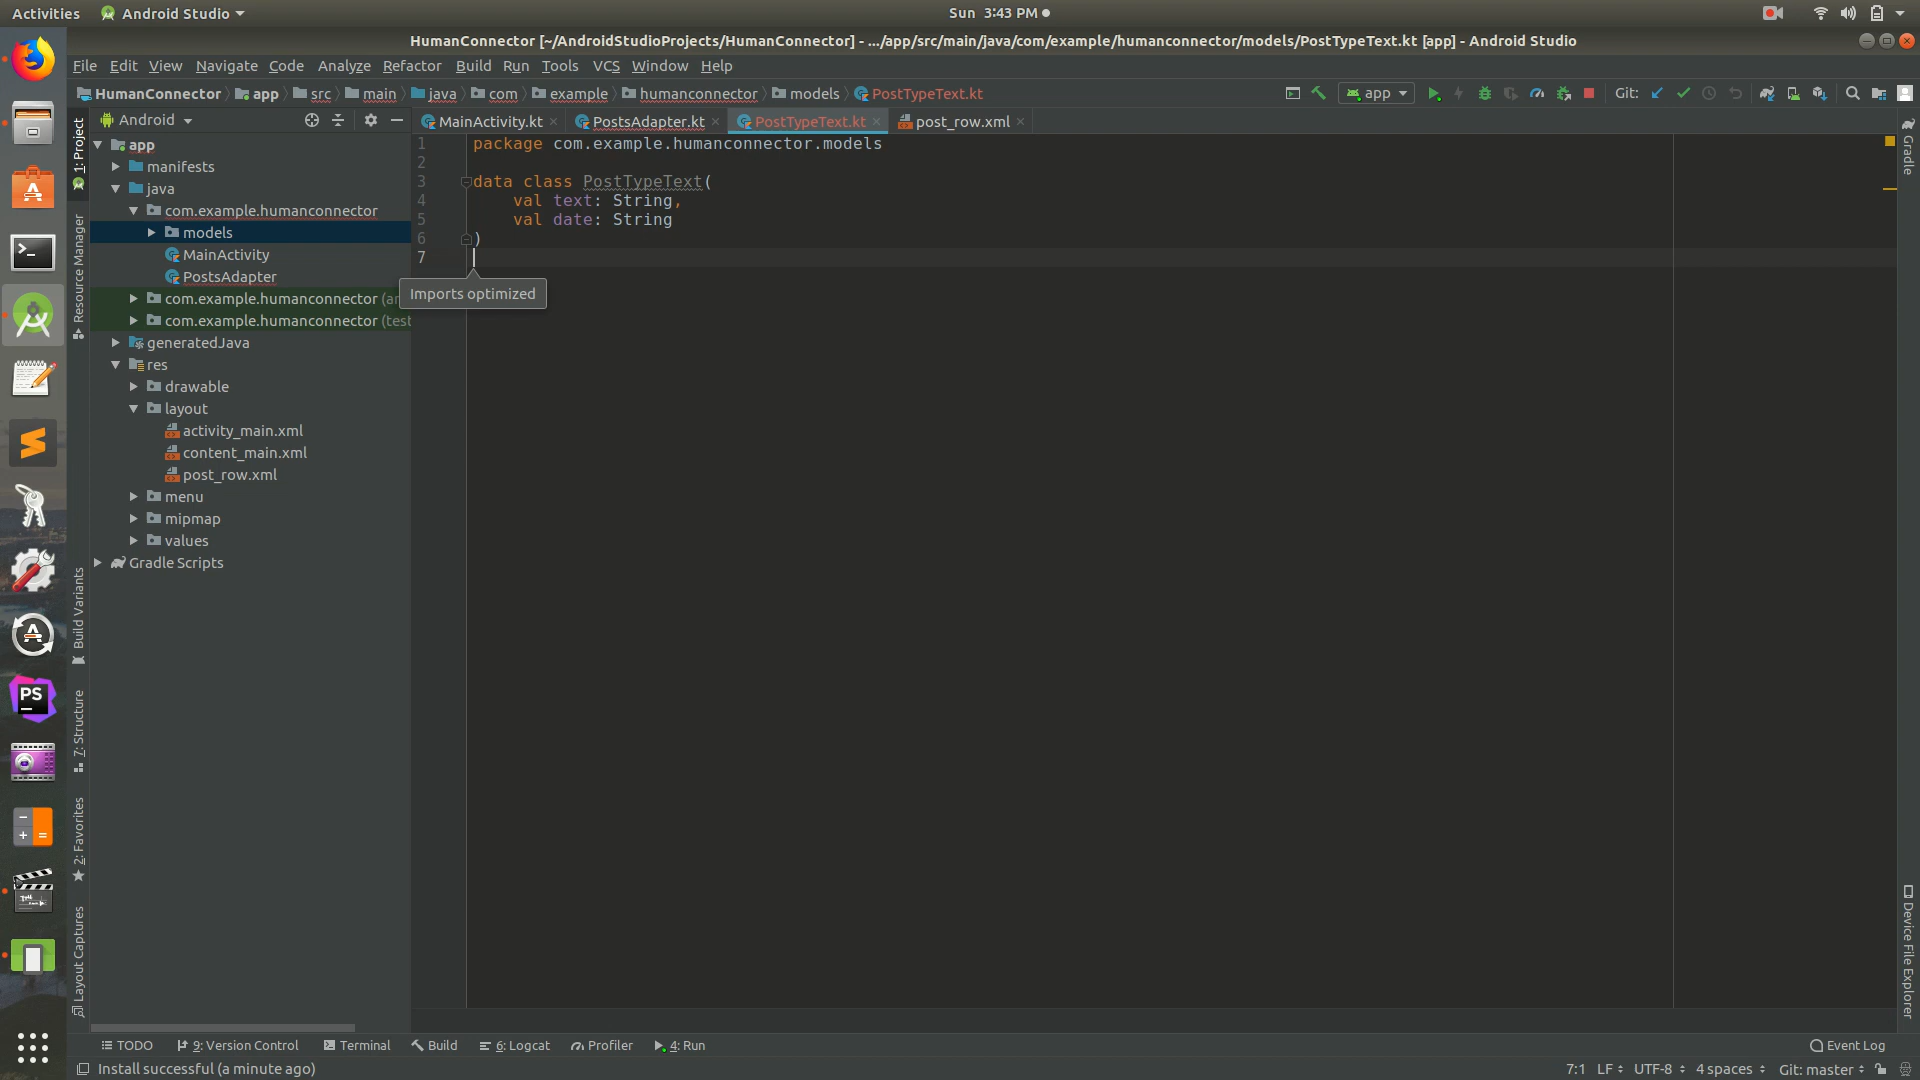 Activities Android Studio Sun 3:43 PM
HumanConnector [~/AndroidStudioProjects/HumanConnector] - .../app/src/main/java/com/example/humanconnector/models/PostTypeText.kt [app] - Android Studio
File Edit View Navigate Code Analyze Refactor Build Run Tools VCS Window Help
HumanConnector app src main java com example humanconnector models PostTypeText.kt app Git:
1: Project
Resource Manager
Build Variants
7: Structure
2: Favorites
Layout Captures
Android
app
manifests
java
com.example.humanconnector
models
MainActivity
PostsAdapter
com.example.humanconnector (ar
com.example.humanconnector (test
generatedJava
res
drawable
layout
activity_main.xml
content_main.xml
post_row.xml
menu
mipmap
values
Gradle Scripts
MainActivity.kt PostsAdapter.kt PostTypeText.kt post_row.xml
1 package com.example.humanconnector.models
2
3 data class PostTypeText(
4 val text: String,
5 val date: String
6 )
7
Imports optimized
Gradle
Device File Explorer
PS
TODO 9: Version Control Terminal Build 6: Logcat Profiler 4: Run Event Log
Install successful (a minute ago) 7:1 LF UTF-8 4 spaces Git: master